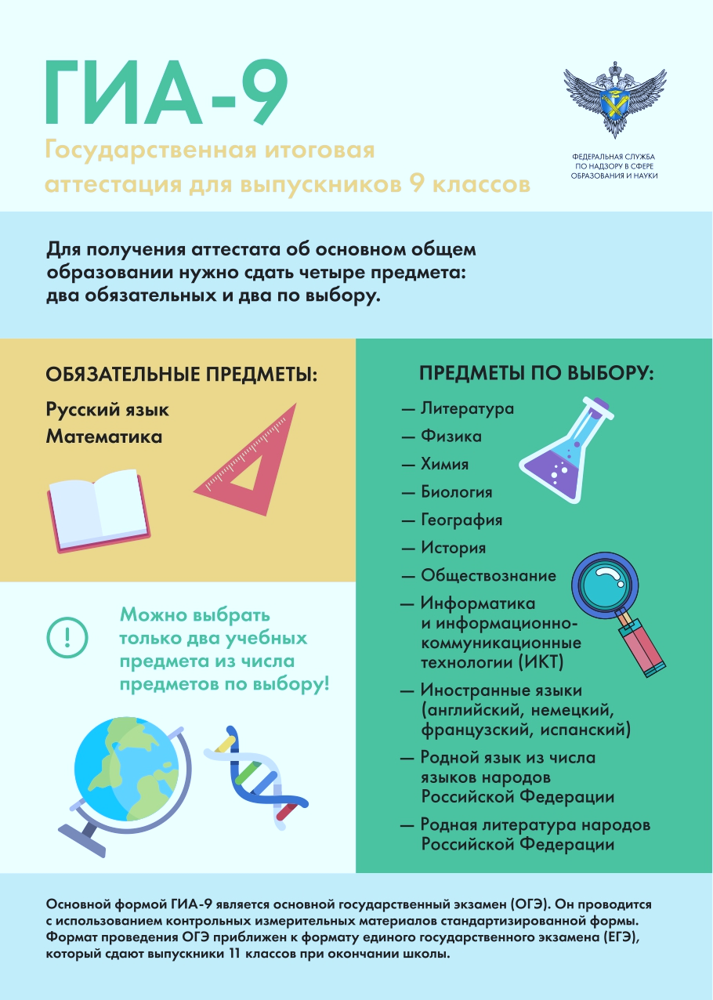 ГИА-9
Государственная итоговая
аттестация для выпускников 9 классов
ФЕДЕРАЛЬНАЯ СЛУЖБА
ПО НАДЗОРУ В СФЕРЕ
ОБРАЗОВАНИЯ И НАУКИ
Для получения аттестата об основном общем
образовании нужно сдать четыре предмета:
два обязательных и два по выбору.
ОБЯЗАТЕЛЬНЫЕ ПРЕДМЕТЫ:
Русский язык
Математика
Можно выбрать
только два учебных
предмета из числа
предметов по выбору!
ПРЕДМЕТЫ ПО ВЫБОРУ:
— Литература
— Физика
— Химия
— Биология
— География
— История
— Обществознание
— Информатика
и информационно-
коммуникационные
технологии (ИКТ)
— Иностранные языки
(английский, немецкий,
французский, испанский)
— Родной язык из числа
языков народов
Российской Федерации
— Родная литература народов
Российской Федерации
Основной формой ГИА-9 является основной государственный экзамен (ОГЭ). Он проводится
с использованием контрольных измерительных материалов стандартизированной формы.
Формат проведения ОГЭ приближен к формату единого государственного экзамена (ЕГЭ),
который сдают выпускники 11 классов при окончании школы.